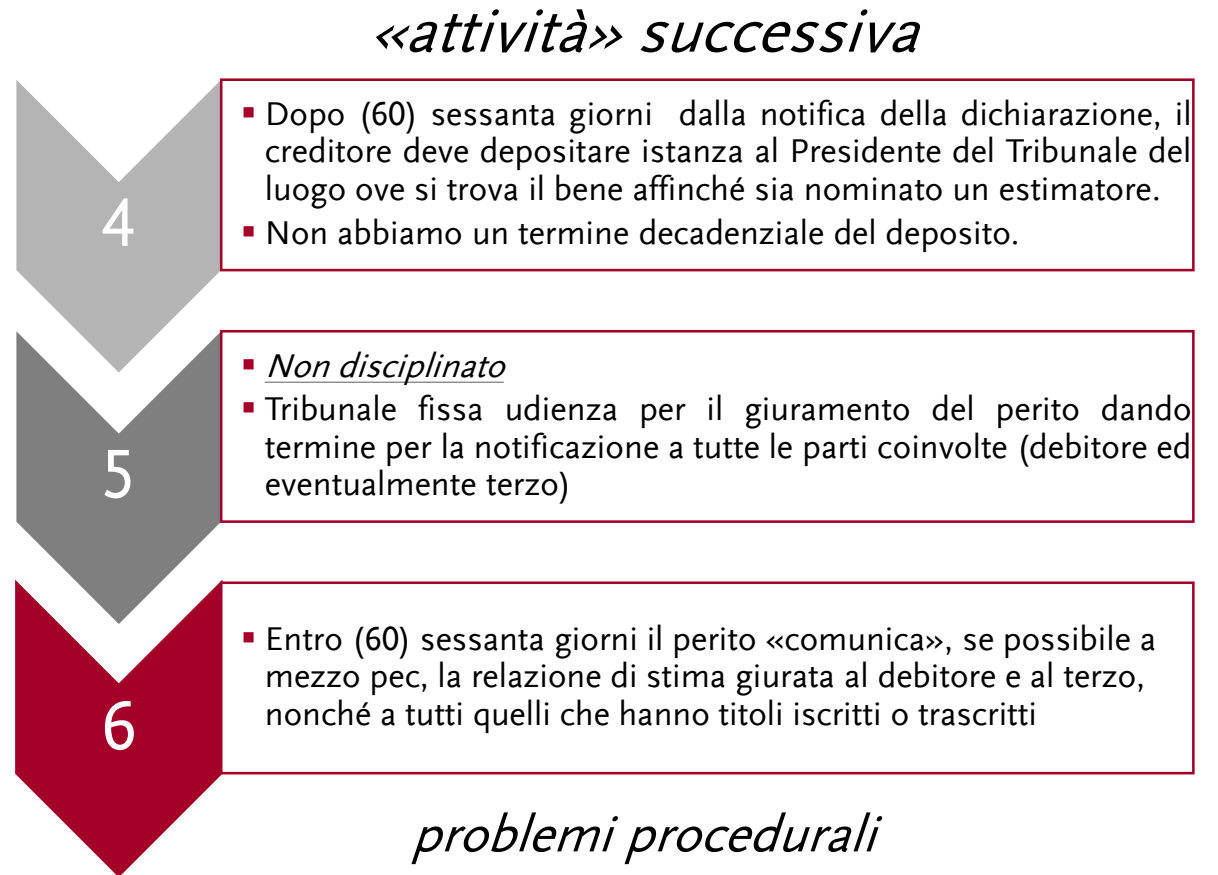 «attività» successiva
4
▪ Dopo (60) sessanta giorni dalla notifica della dichiarazione, il
creditore deve depositare istanza al Presidente del Tribunale del
luogo ove si trova il bene affinché sia nominato un estimatore.
▪ Non abbiamo un termine decadenziale del deposito.
5
▪ Non disciplinato
▪ Tribunale fissa udienza per il giuramento del perito dando
termine per la notificazione a tutte le parti coinvolte (debitore ed
eventualmente terzo)
6
▪ Entro (60) sessanta giorni il perito «comunica», se possibile a
mezzo pec, la relazione di stima giurata al debitore e al terzo,
nonché a tutti quelli che hanno titoli iscritti o trascritti
problemi procedurali